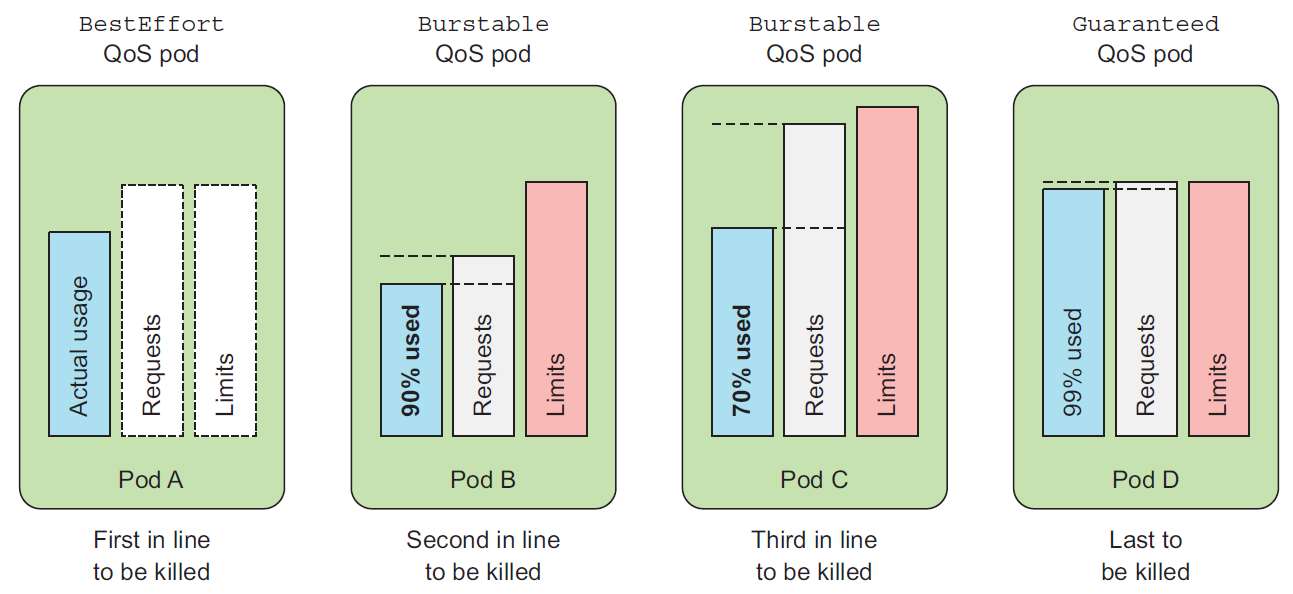 BestEffort
QoS pod
Actual usage
Requests
Limits
Pod A
First in line
to be killed
Burstable
QoS pod
90% used
Requests
Limits
Pod B
Second in line
to be killed
Burstable
QoS pod
70% used
Requests
Limits
Pod C
Third in line
to be killed
Guaranteed
QoS pod
99% used
Requests
Limits
Pod D
Last to
be killed